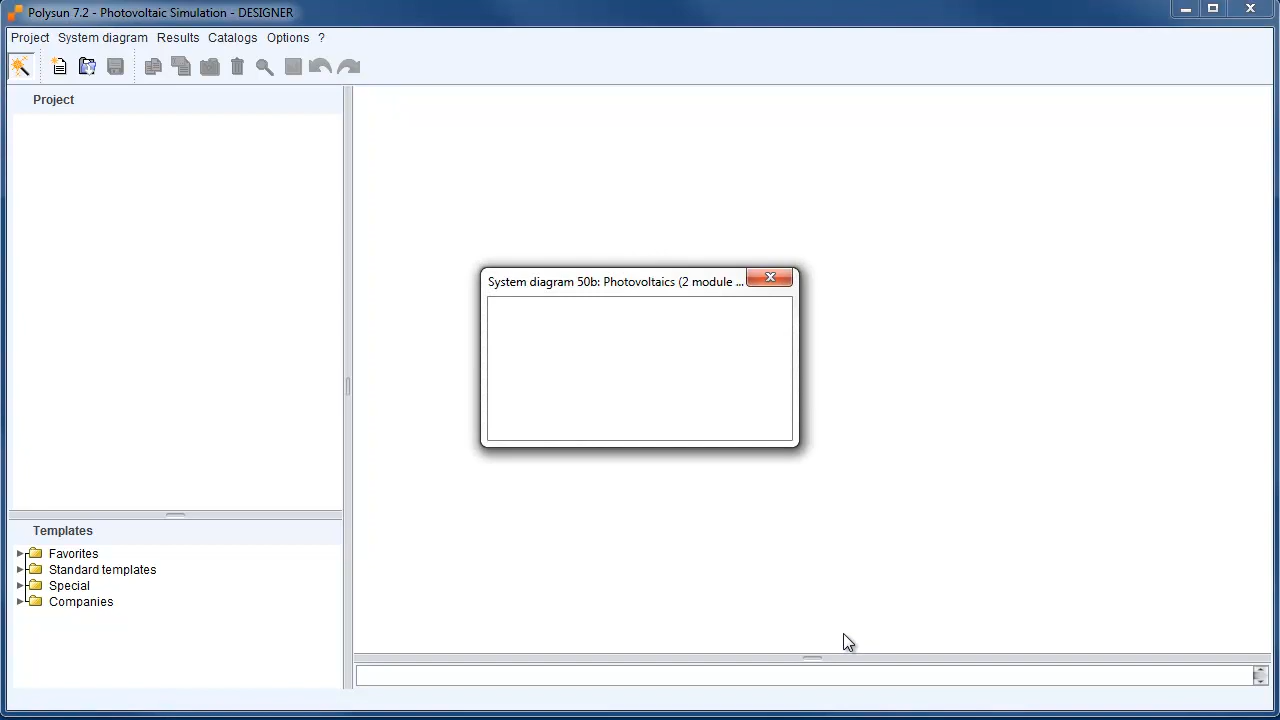 Polysun 7.2 - Photovoltaic Simulation - DESIGNER
Project System diagram Results Catalogs Options ?
Project
System diagram 50b: Photovoltaics (2 module ...
Templates
Favorites
Standard templates
Special
Companies